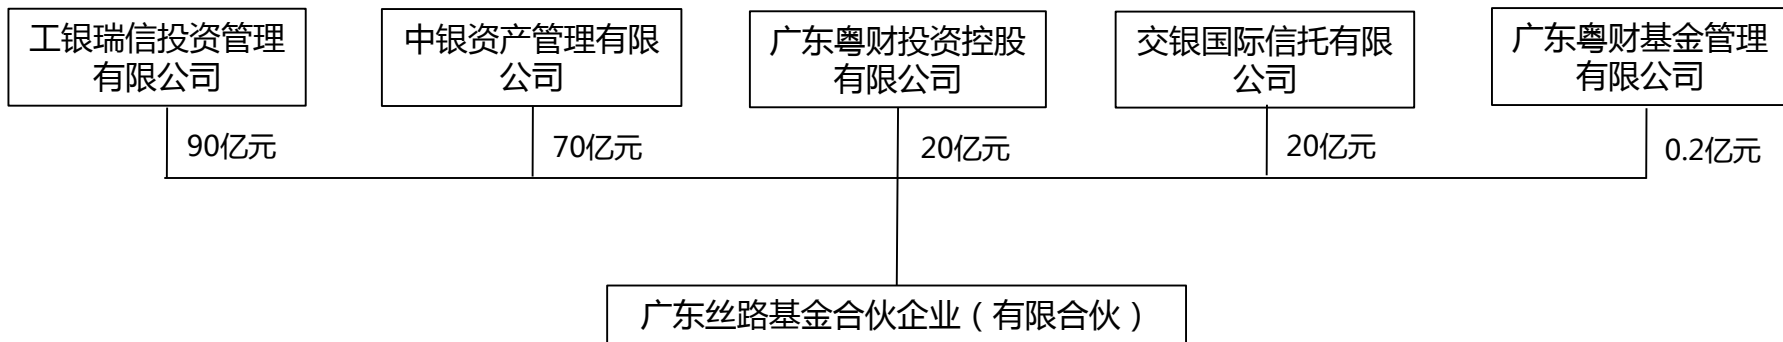 工银瑞信投资管理
有限公司
中银资产管理有限
公司
广东粤财投资控股
有限公司
交银国际信托有限
公司
广东粤财基金管理
有限公司
90亿元
70亿元
20亿元
20亿元
0.2亿元
广东丝路基金合伙企业（有限合伙）